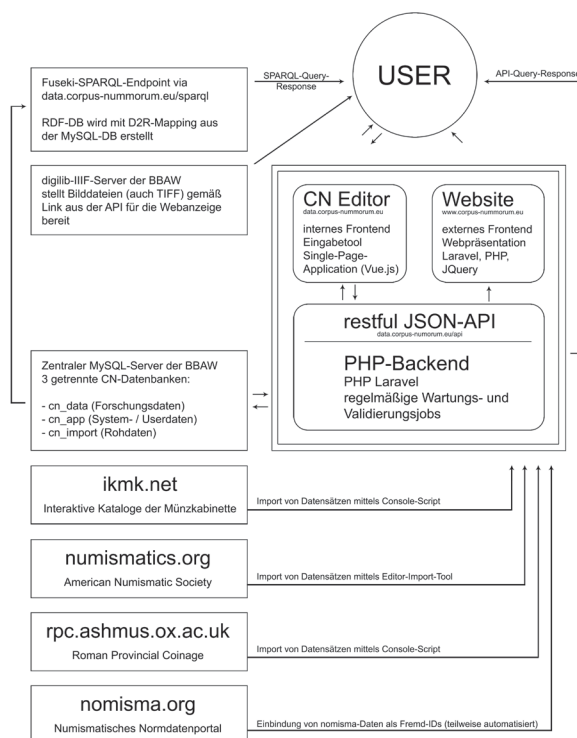 USER
SPARQL-Query-
Response
API-Query-Response
Fuseki-SPARQL-Endpoint via
data.corpus-nummorum.eu/sparql
RDF-DB wird mit D2R-Mapping aus
der MySQL-DB erstellt
digilib-IIIF-Server der BBAW
stellt Bilddateien (auch TIFF) gemäß
Link aus der API für die Webanzeige
bereit
CN Editor
data.corpus-nummorum.eu
internes Frontend
Eingabetool
Single-Page-
Application (Vue.js)
Website
www.corpus-nummorum.eu
externes Frontend
Webpräsentation
Laravel, PHP,
JQuery
restful JSON-API
data.corpus-numorum.eu/api
PHP-Backend
PHP Laravel
regelmäßige Wartungs- und
Validierungsjobs
Zentraler MySQL-Server der BBAW
3 getrennte CN-Datenbanken:
- cn_data (Forschungsdaten)
- cn_app (System- / Userdaten)
- cn_import (Rohdaten)
ikmk.net
Interaktive Kataloge der Münzkabinette
Import von Datensätzen mittels Console-Script
numismatics.org
American Numismatic Society
Import von Datensätzen mittels Editor-Import-Tool
rpc.ashmus.ox.ac.uk
Roman Provincial Coinage
Import von Datensätzen mittels Console-Script
nomisma.org
Numismatisches Normdatenportal
Einbindung von nomisma-Daten als Fremd-IDs (teilweise automatisiert)